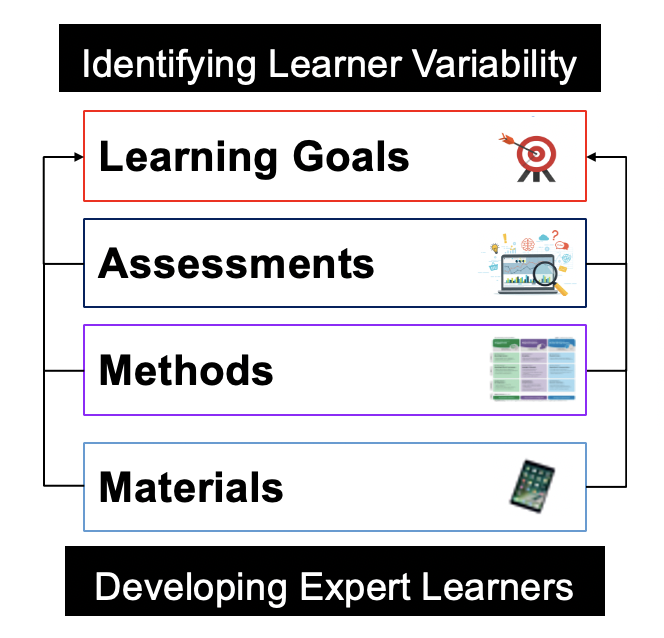 Identifying Learner Variability
Learning Goals
Assessments
Methods
Materials
Developing Expert Learners